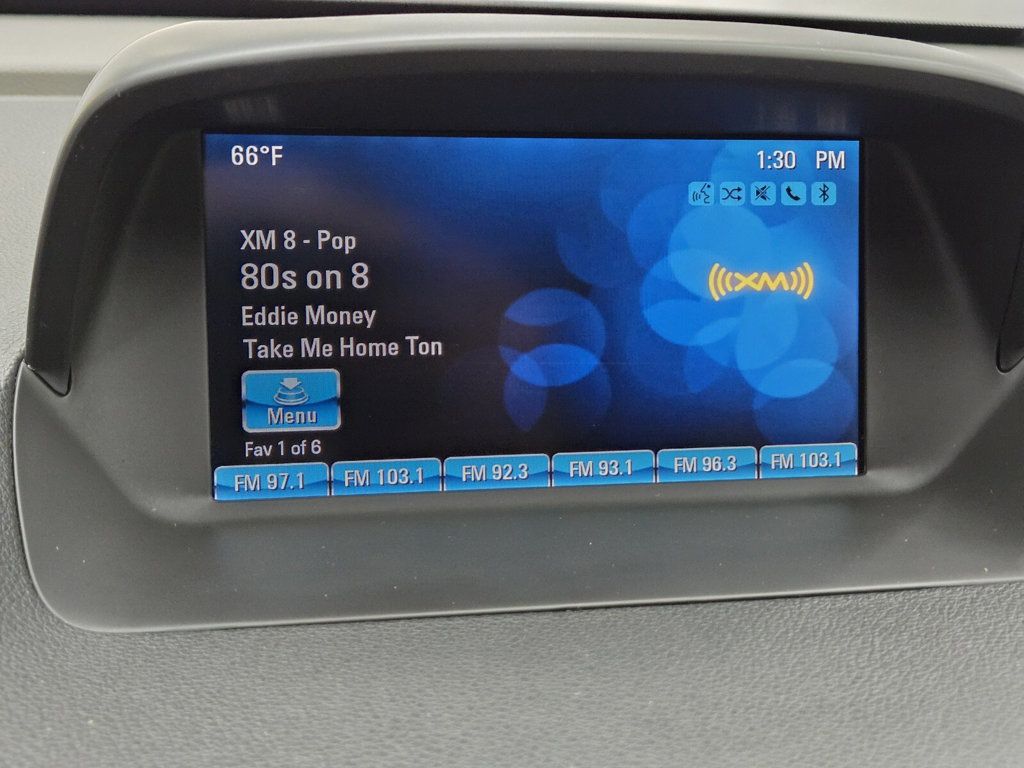 66°F
1:30 PM
XM 8 - Pop
80s on 8
XM
Eddie Money
Take Me Home Ton
Menu
Fav 1 of 6
FM 97.1 FM 103.1 FM 92.3 FM 93.1 FM 96.3 FM 103.1